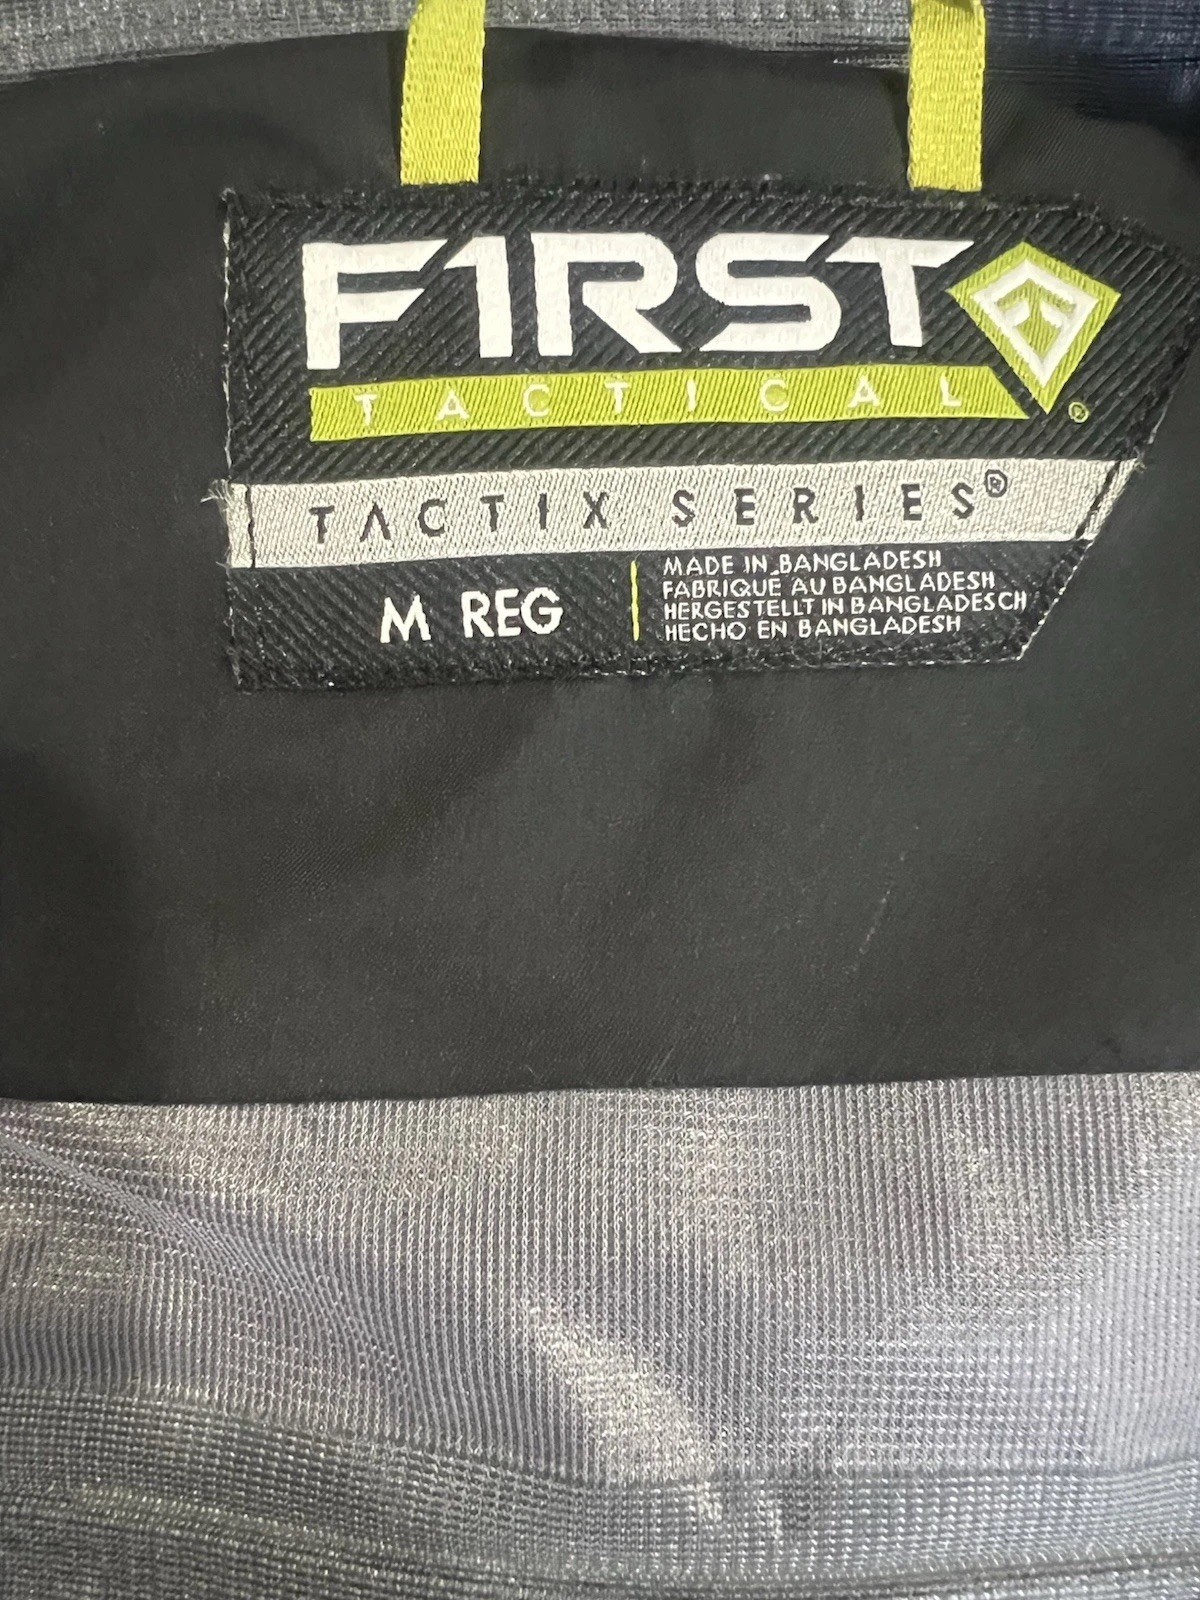 F1RST
TACTICAL ®
TACTIX SERIES®
M REG
MADE IN BANGLADESH
FABRIQUE AU BANGLADESH
HERGESTELLT IN BANGLADESCH
HECHO EN BANGLADESH